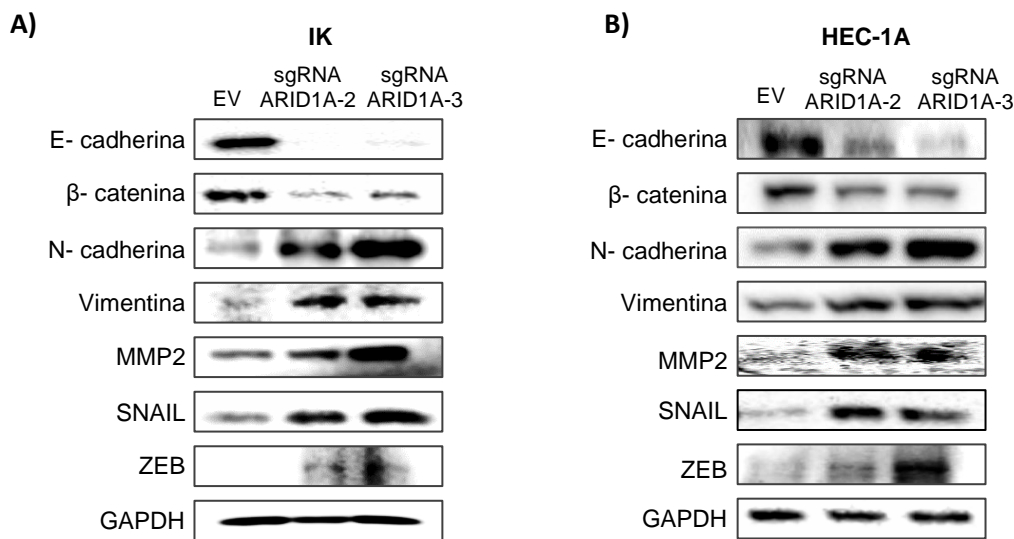 A)
IK
EV
sgRNA
ARID1A-2
sgRNA
ARID1A-3
E- cadherina
β- catenina
N- cadherina
Vimentina
MMP2
SNAIL
ZEB
GAPDH
B)
HEC-1A
EV
sgRNA
ARID1A-2
sgRNA
ARID1A-3
E- cadherina
β- catenina
N- cadherina
Vimentina
MMP2
SNAIL
ZEB
GAPDH